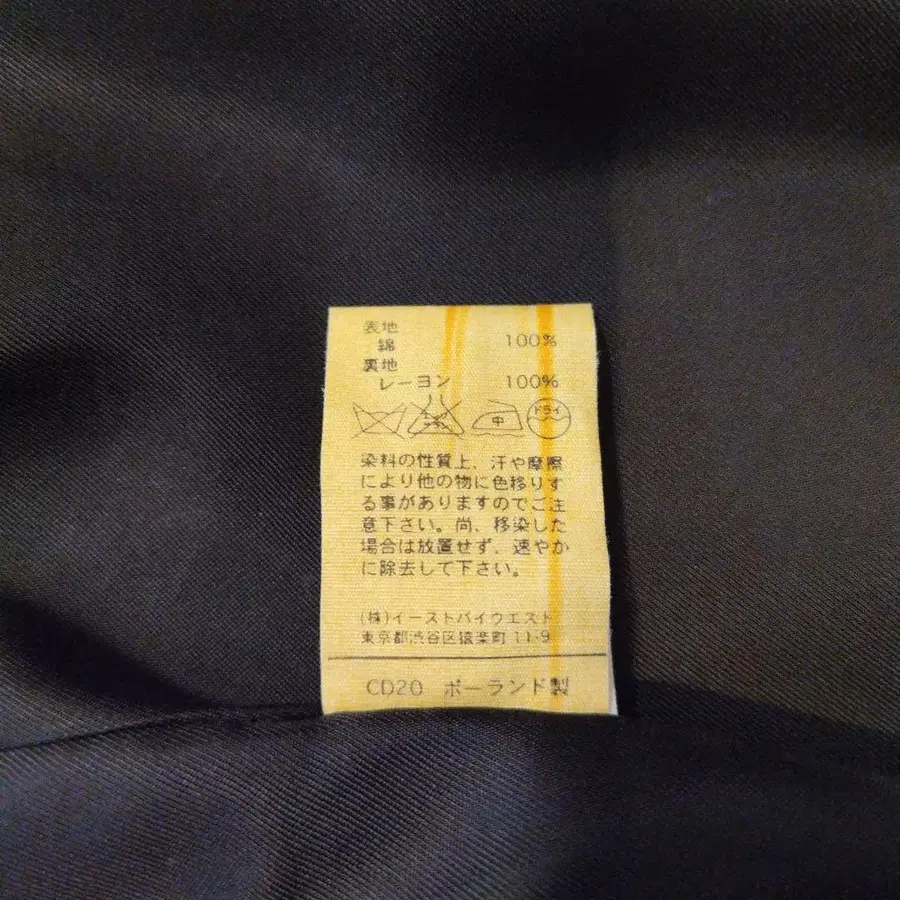 表地
綿 100%
裏地
レーヨン 100%
中 ドライ
染料の性質上、汗や摩擦
により他の物に色移りす
る事がありますのでご注
意下さい。尚、移染した
場合は放置せず、速やか
に除去して下さい。
(株)イーストバイウエスト
東京都渋谷区猿楽町 11-9
CD20 ポーランド製